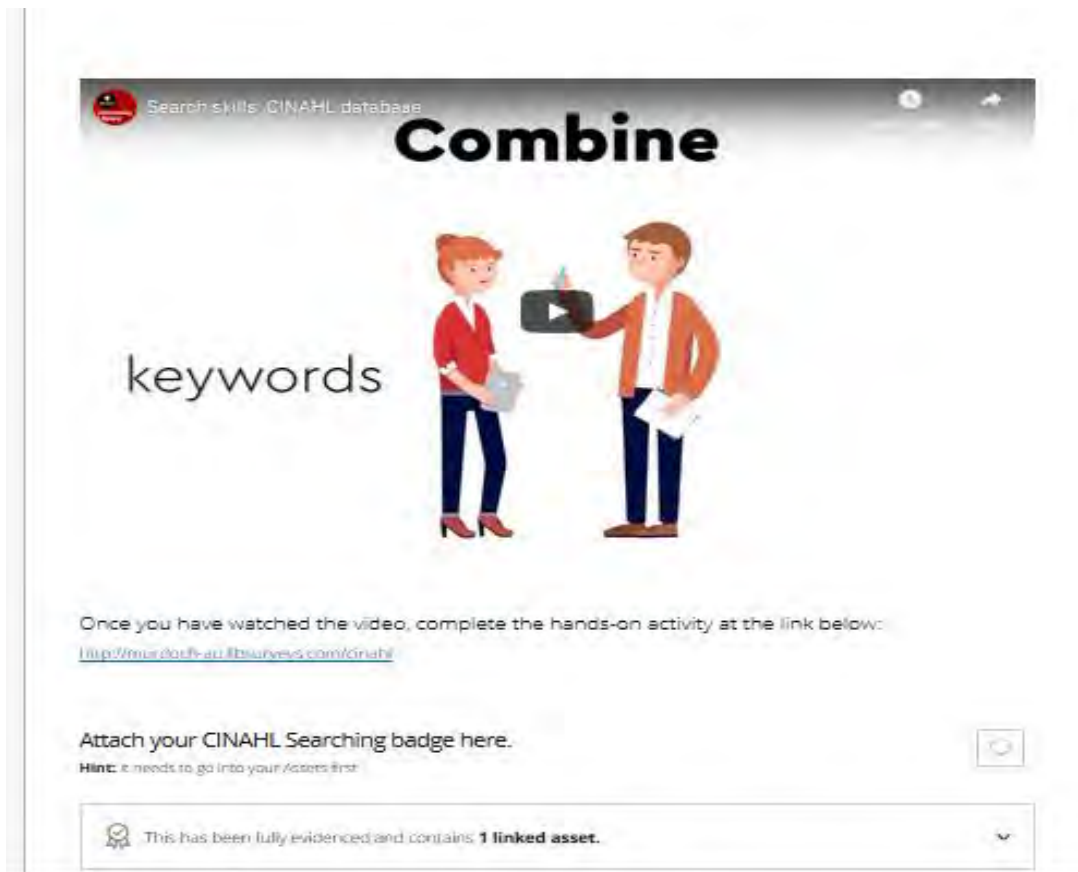 Search skills: CINAHL database
Combine
keywords
Once you have watched the video, complete the hands-on activity at the link below:
http://murdoch-au.libsurveys.com/cinahl
Attach your CINAHL Searching badge here.
Hint: it needs to go into your Assets first
This has been fully evidenced and contains 1 linked asset.